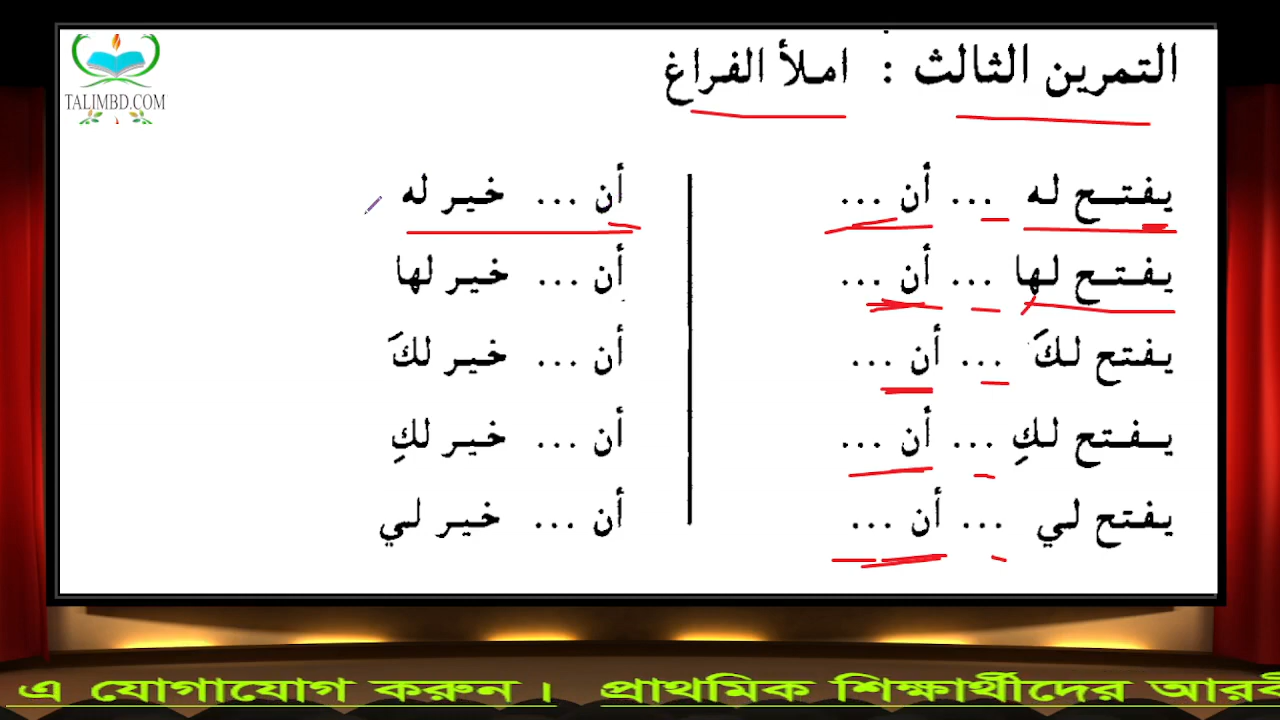 TALIMBD.COM
التمرين الثالث : املأ الفراغ
يفتح له ... أن ...
أن ... خير له
يفتح لها ... أن ...
أن ... خير لها
يفتح لكَ ... أن ...
أن ... خير لكَ
يفتح لكِ ... أن ...
أن ... خير لكِ
يفتح لي ... أن ...
أن ... خير لي
এ যোগাযোগ করুন । প্রাথমিক শিক্ষার্থীদের আরবী